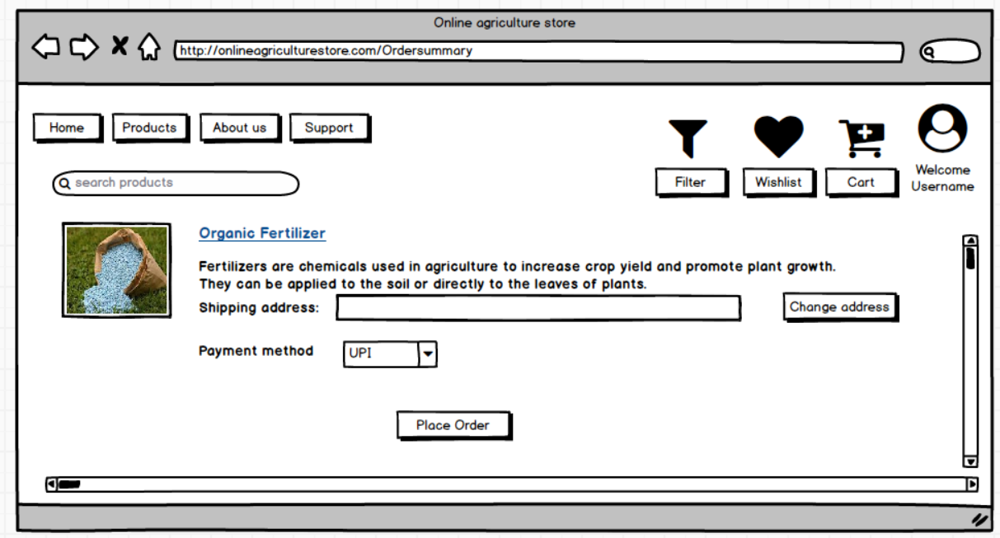 Online agriculture store
http://onlineagriculturestore.com/Ordersummary
Home Products About us Support
search products
Filter Wishlist Cart
Welcome
Username
Organic Fertilizer
Fertilizers are chemicals used in agriculture to increase crop yield and promote plant growth.
They can be applied to the soil or directly to the leaves of plants.
Shipping address: Change address
Payment method UPI
Place Order